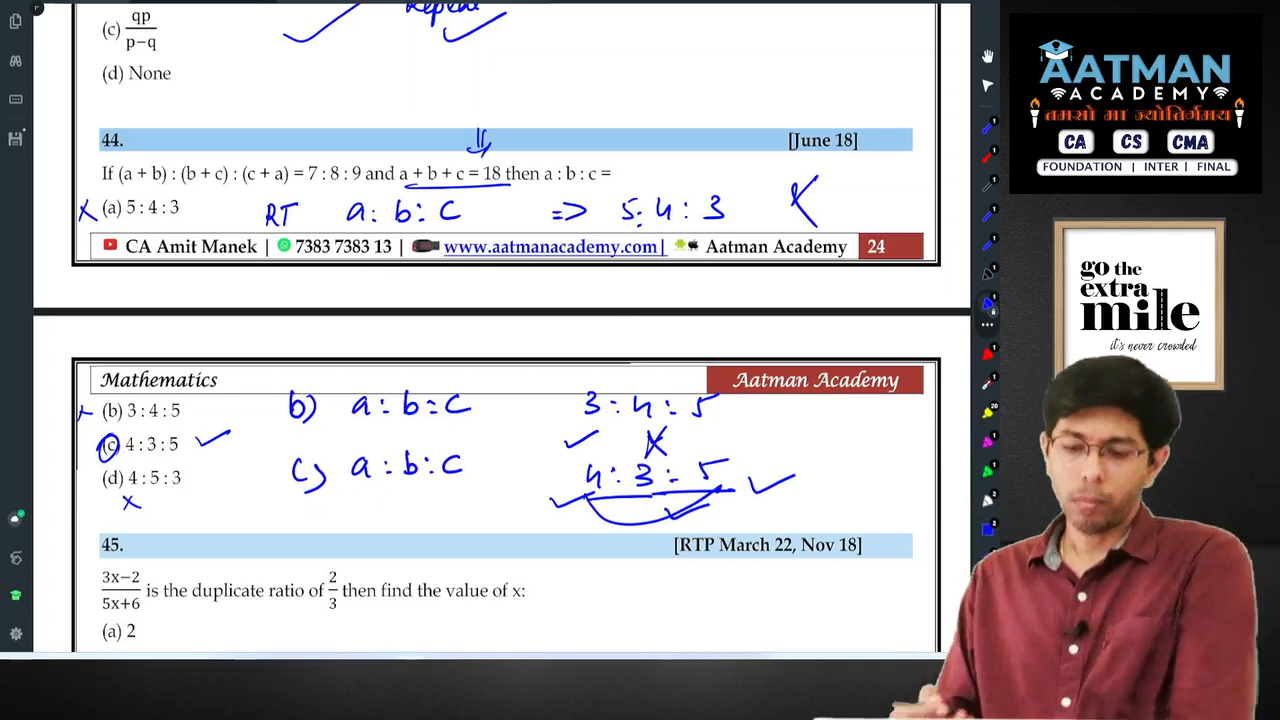 (c) qp/p−q
Repeat
(d) None
44. [June 18]
If (a + b) : (b + c) : (c + a) = 7 : 8 : 9 and a + b + c = 18 then a : b : c =
(a) 5 : 4 : 3 RT a : b : c => 5 : 4 : 3
CA Amit Manek | 7383 7383 13 | www.aatmanacademy.com| Aatman Academy 24
Mathematics Aatman Academy
(b) 3 : 4 : 5 b) a : b : c 3 : 4 : 5
(c) 4 : 3 : 5
c) a : b : c 4 : 3 : 5
(d) 4 : 5 : 3
45. [RTP March 22, Nov 18]
3x−2/5x+6 is the duplicate ratio of 2/3 then find the value of x:
(a) 2
AATMAN
ACADEMY
तमसो मा ज्योतिर्गमय
CA CS CMA
FOUNDATION | INTER | FINAL
go the
extra
mile
it's never crowded